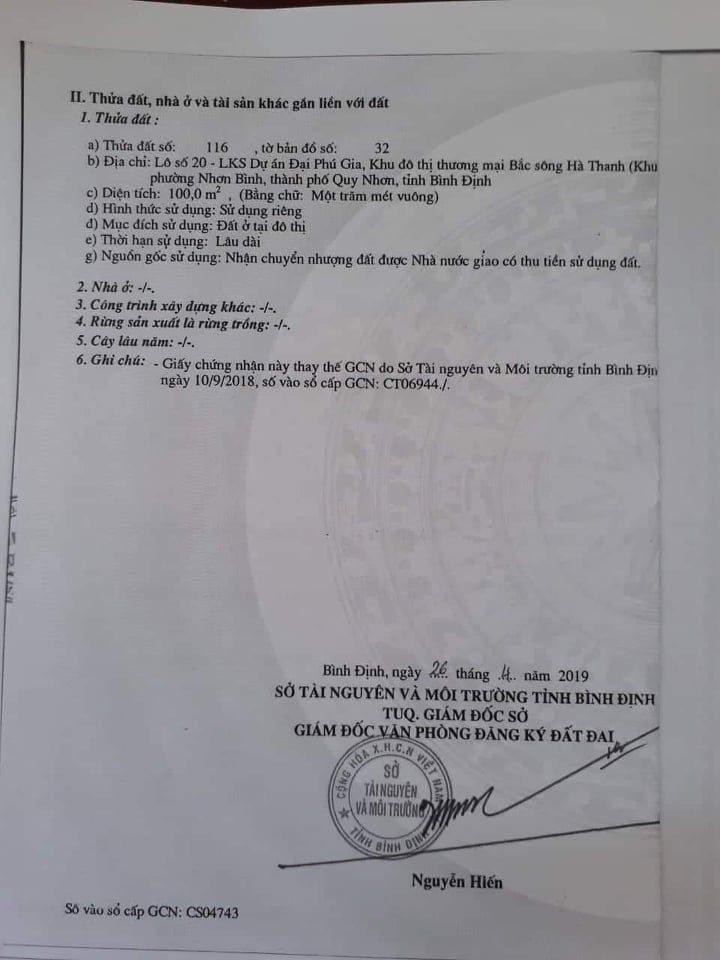 II. Thửa đất, nhà ở và tài sản khác gắn liền với đất
1. Thửa đất :
a) Thửa đất số: 116 , tờ bản đồ số: 32
b) Địa chỉ: Lô số 20 - LKS Dự án Đại Phú Gia, Khu đô thị thương mại Bắc sông Hà Thanh (Khu
phường Nhơn Bình, thành phố Quy Nhơn, tỉnh Bình Định
c) Diện tích: 100,0 m² , (Bằng chữ: Một trăm mét vuông)
d) Hình thức sử dụng: Sử dụng riêng
đ) Mục đích sử dụng: Đất ở tại đô thị
e) Thời hạn sử dụng: Lâu dài
g) Nguồn gốc sử dụng: Nhận chuyển nhượng đất được Nhà nước giao có thu tiền sử dụng đất.
2. Nhà ở: -/-.
3. Công trình xây dựng khác: -/-.
4. Rừng sản xuất là rừng trồng: -/-.
5. Cây lâu năm: -/-.
6. Ghi chú: - Giấy chứng nhận này thay thế GCN do Sở Tài nguyên và Môi trường tỉnh Bình Địn
ngày 10/9/2018, số vào sổ cấp GCN: CT06944./.
Bình Định, ngày 26 tháng 4 năm 2019
SỞ TÀI NGUYÊN VÀ MÔI TRƯỜNG TỈNH BÌNH ĐỊNH
TUQ. GIÁM ĐỐC SỞ
GIÁM ĐỐC VĂN PHÒNG ĐĂNG KÝ ĐẤT ĐAI
CỘNG HÒA X.H.C.N VIỆT NAM
SỞ
TÀI NGUYÊN
VÀ MÔI TRƯỜNG
TỈNH BÌNH ĐỊNH
Nguyễn Hiến
Số vào sổ cấp GCN: CS04743